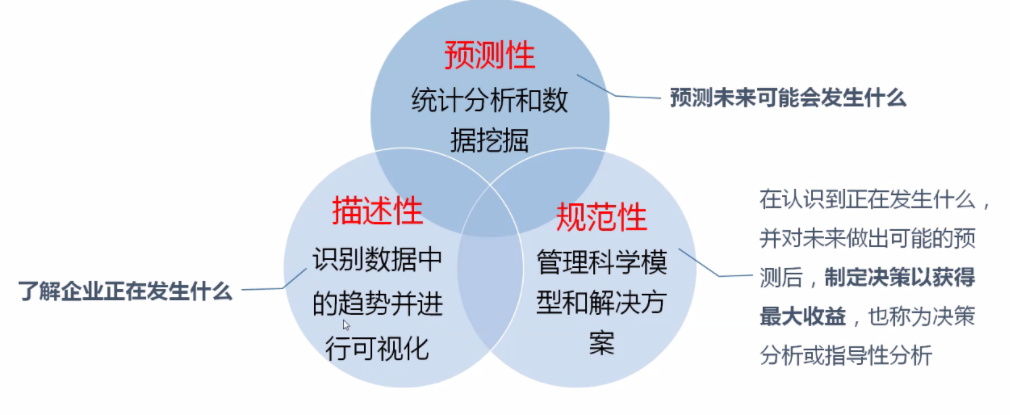 预测性
统计分析和数
据挖掘
预测未来可能会发生什么
描述性
识别数据中
的趋势并进
行可视化
了解企业正在发生什么
规范性
管理科学模
型和解决方
案
在认识到正在发生什么，
并对未来做出可能的预
测后，制定决策以获得
最大收益，也称为决策
分析或指导性分析